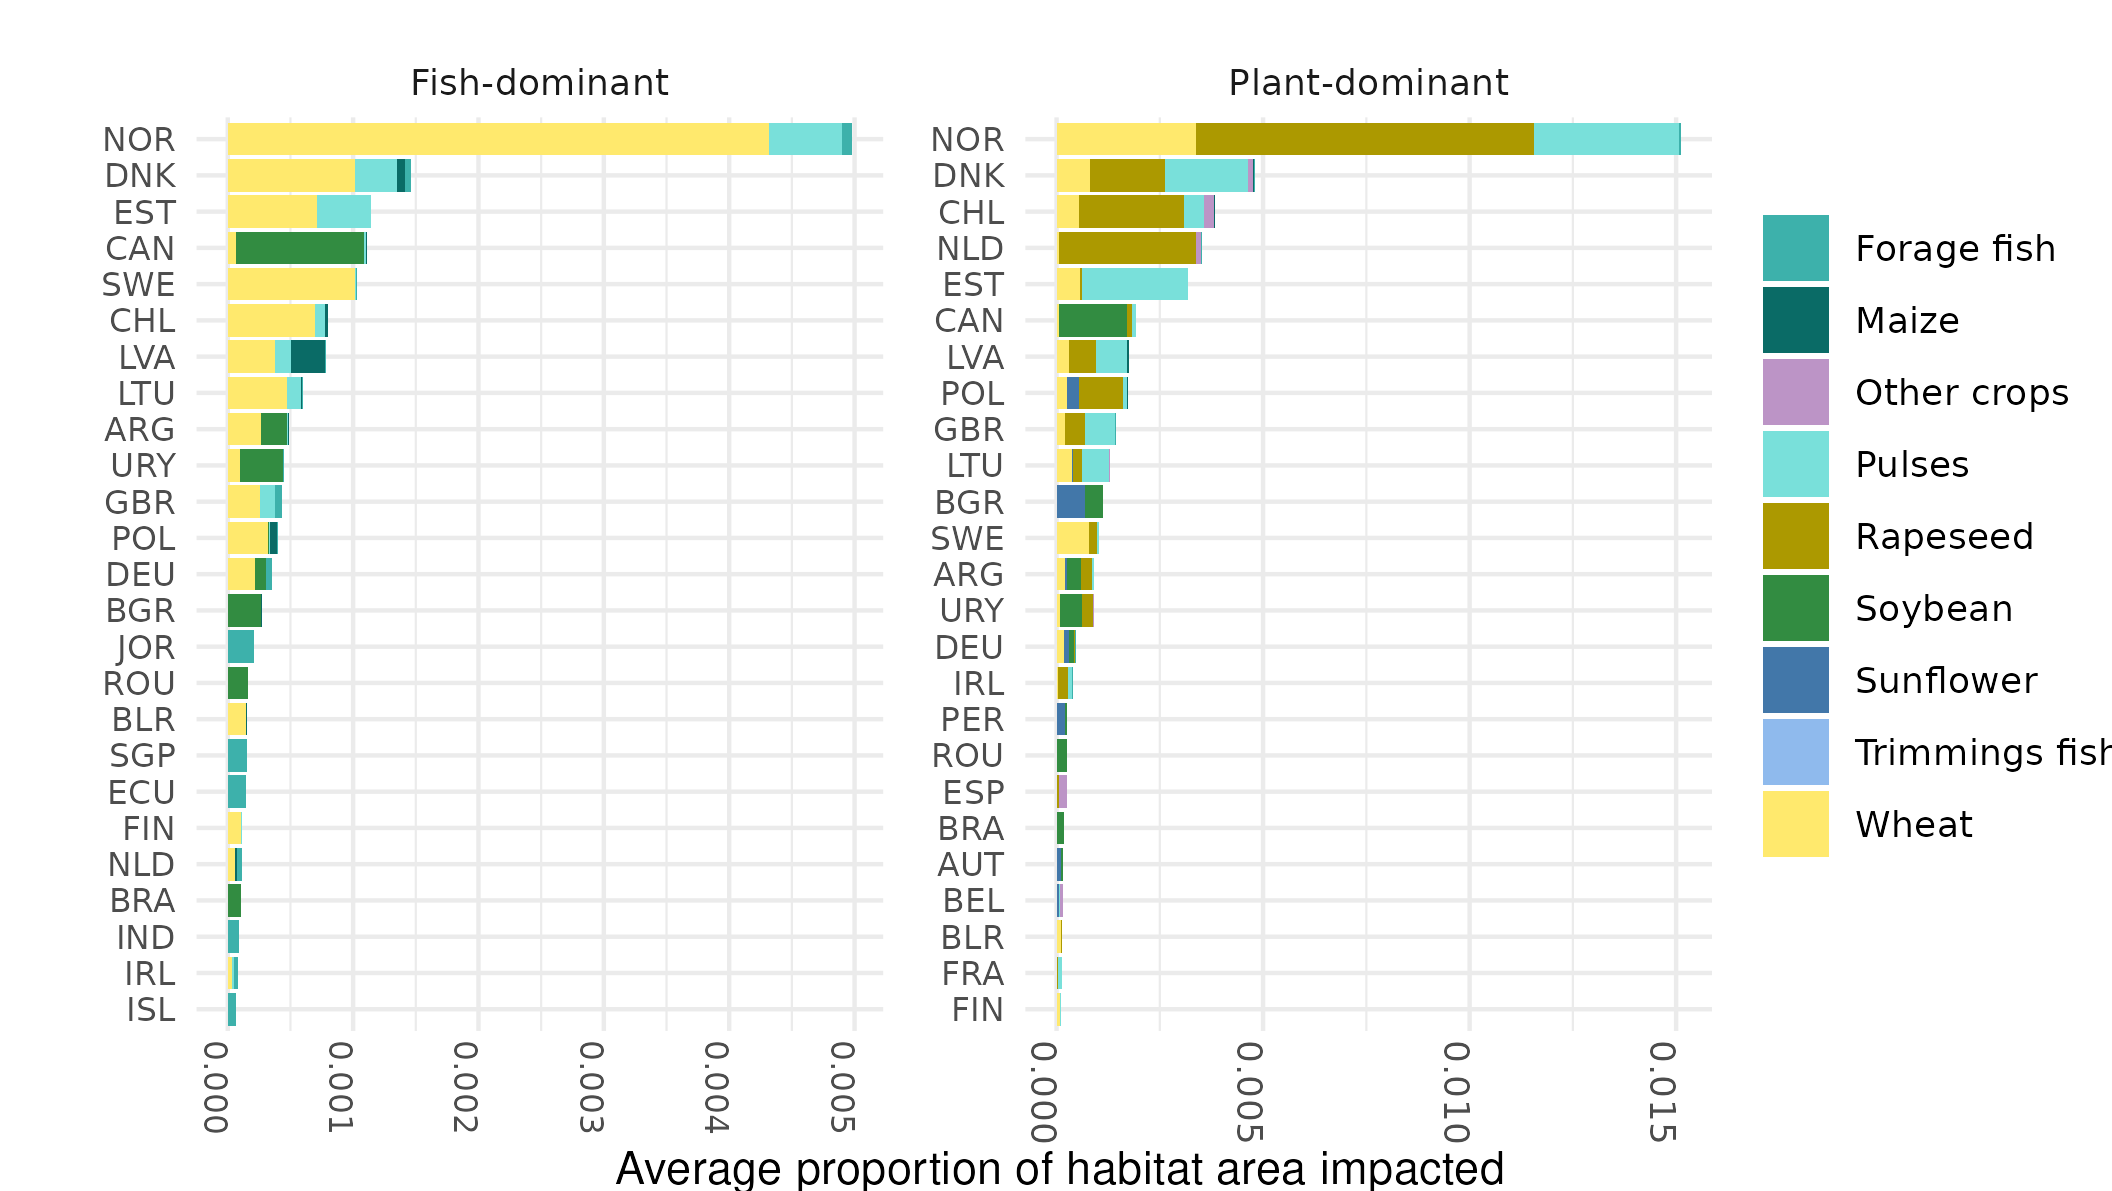 Fish-dominant
NOR
DNK
EST
CAN
SWE
CHL
LVA
LTU
ARG
URY
GBR
POL
DEU
BGR
JOR
ROU
BLR
SGP
ECU
FIN
NLD
BRA
IND
IRL
ISL
0.000
0.001
0.002
0.003
0.004
0.005
Plant-dominant
NOR
DNK
CHL
NLD
EST
CAN
LVA
POL
GBR
LTU
BGR
SWE
ARG
URY
DEU
IRL
PER
ROU
ESP
BRA
AUT
BEL
BLR
FRA
FIN
0.000
0.005
0.010
0.015
Average proportion of habitat area impacted
Forage fish
Maize
Other crops
Pulses
Rapeseed
Soybean
Sunflower
Trimmings fish
Wheat